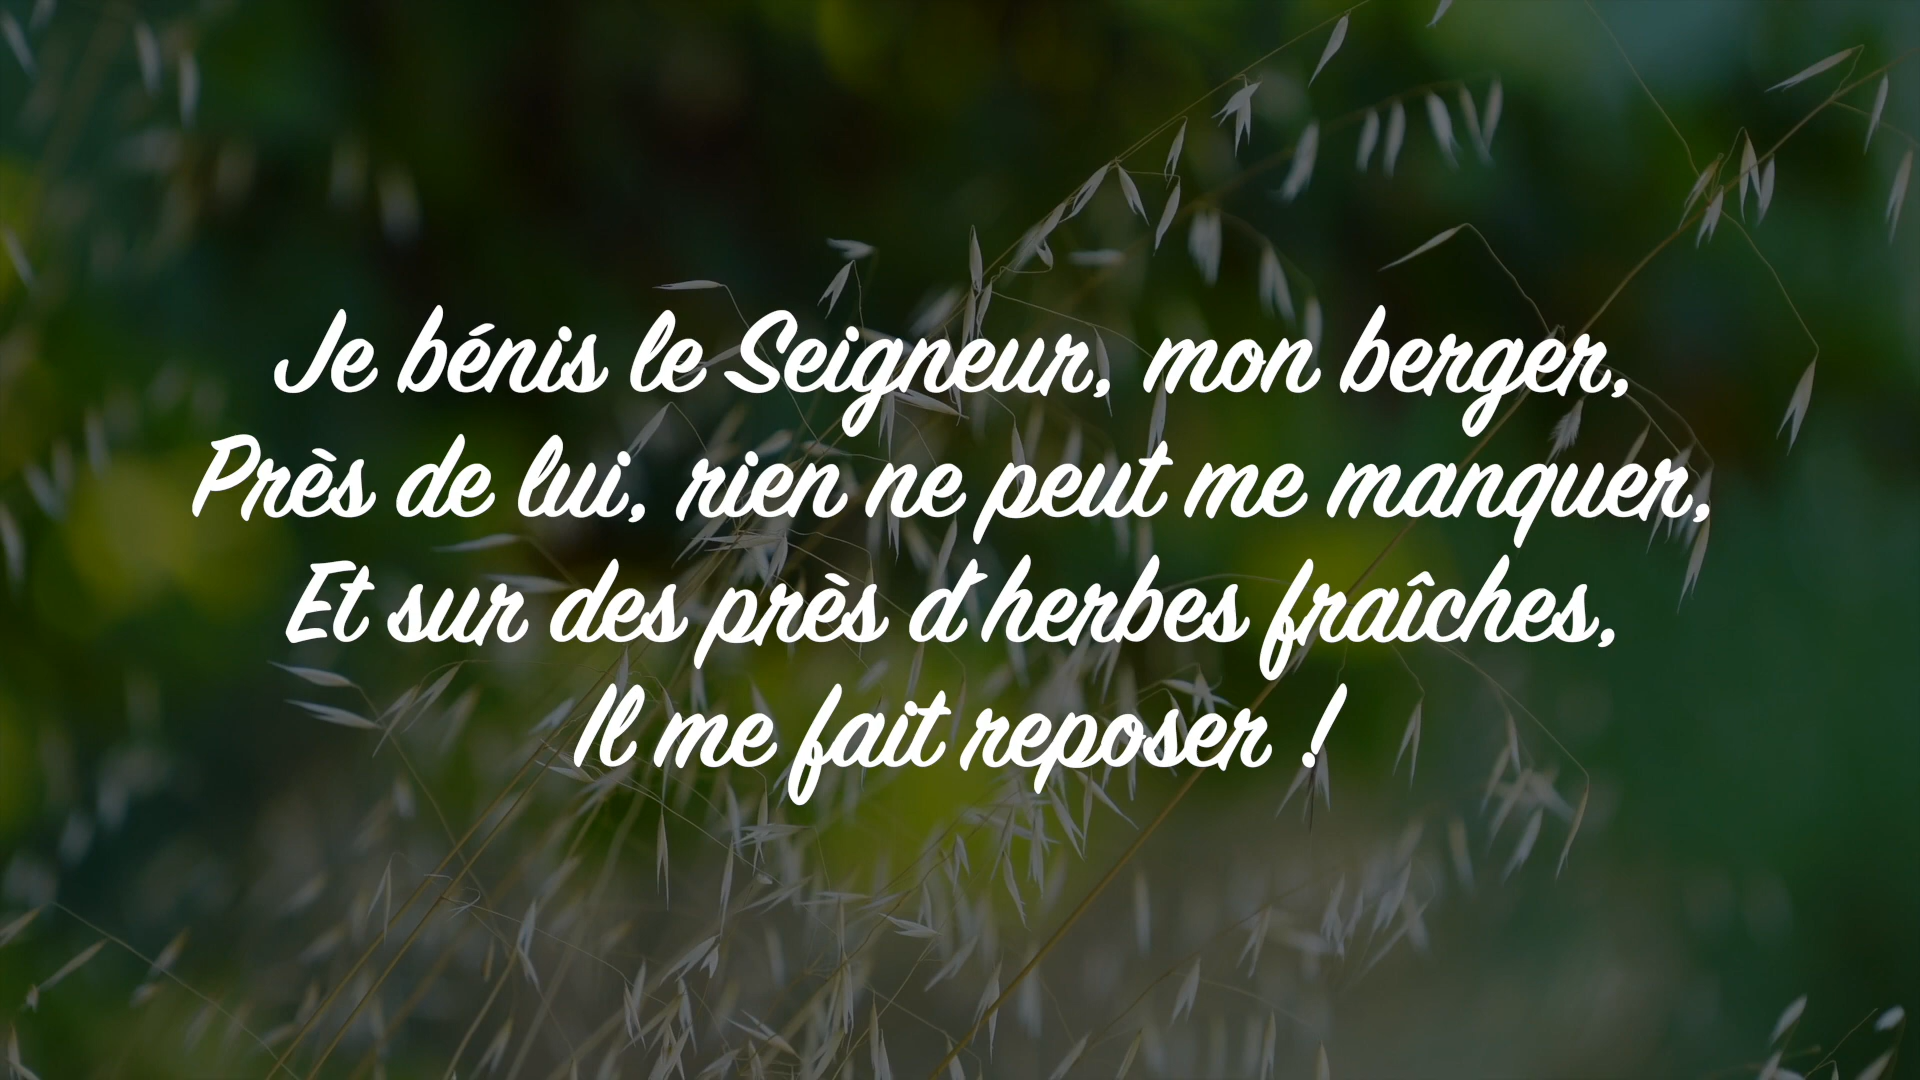 Je bénis le Seigneur, mon berger,
Près de lui, rien ne peut me manquer,
Et sur des près d'herbes fraîches,
Il me fait reposer !